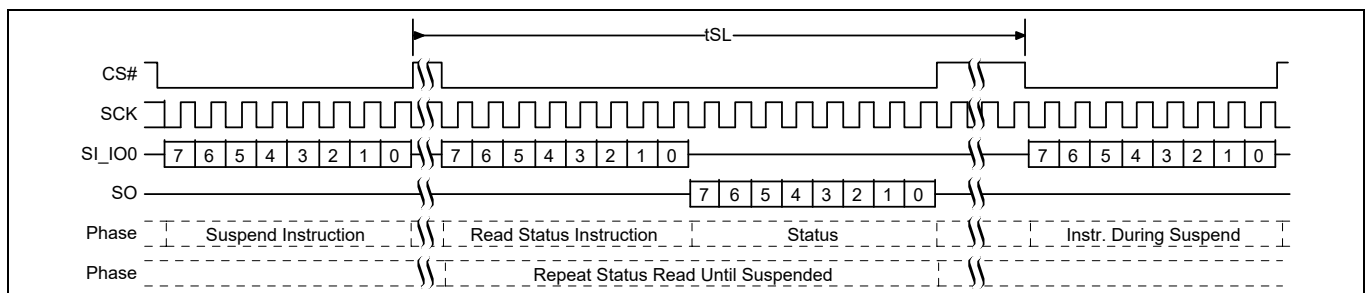 tSL
CS#
SCK
SI_IO0 7 6 5 4 3 2 1 0 7 6 5 4 3 2 1 0 7 6 5 4 3 2 1 0
SO 7 6 5 4 3 2 1 0
Phase Suspend Instruction Read Status Instruction Status Instr. During Suspend
Phase Repeat Status Read Until Suspended